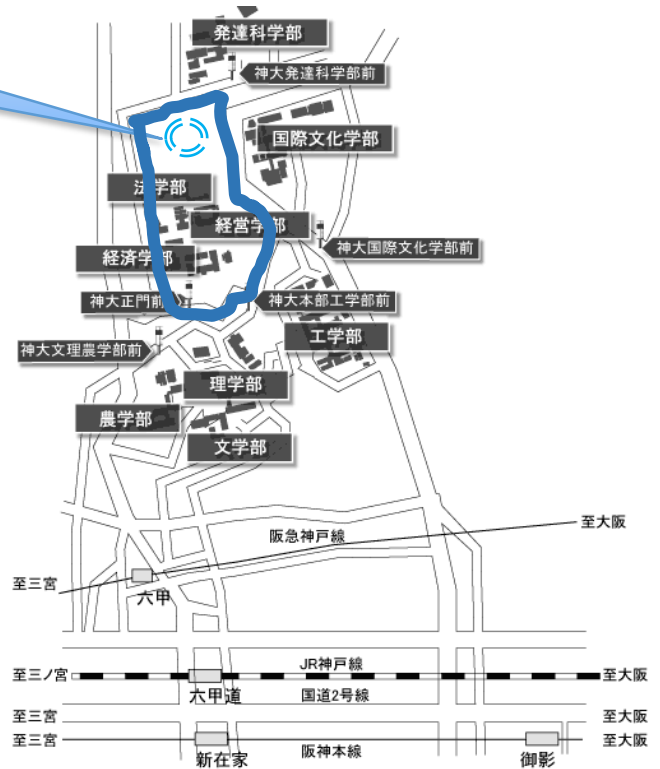 発達科学部
神大発達科学部前
国際文化学部
法学部
経営学部
神大国際文化学部前
経済学部
神大正門前
神大本部工学部前
工学部
神大文理農学部前
理学部
農学部
文学部
至大阪
阪急神戸線
至三宮
六甲
JR神戸線
至三ノ宮
至大阪
六甲道
国道2号線
至三宮
至大阪
至三宮
至大阪
新在家
阪神本線
御影